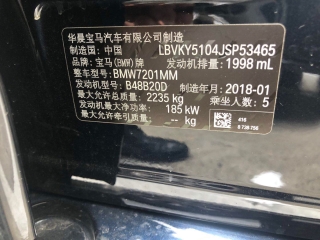 华晨宝马汽车有限公司制造
制造国:中国 LBVKY5104JSP53465
品牌:宝马(BMW)牌 发动机排量:1998 mL
整车型号:BMW7201MM
发动机型号:B48B20D 制造年月:2018-01
最大允许总质量:2235 kg 乘坐人数:5
发动机最大净功率:185 kW
最大允许牵引质量:-- kg
416
8 738 756